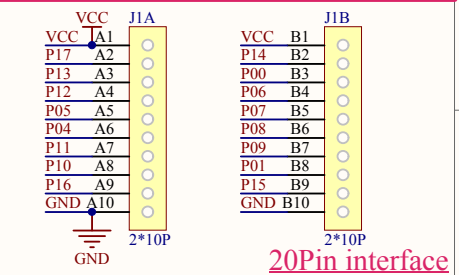 VCC J1A
VCC A1
P17 A2
P13 A3
P12 A4
P05 A5
P04 A6
P11 A7
P10 A8
P16 A9
GND A10
GND
2*10P
J1B
VCC B1
P14 B2
P00 B3
P06 B4
P07 B5
P08 B6
P09 B7
P01 B8
P15 B9
GND B10
2*10P
20Pin interface